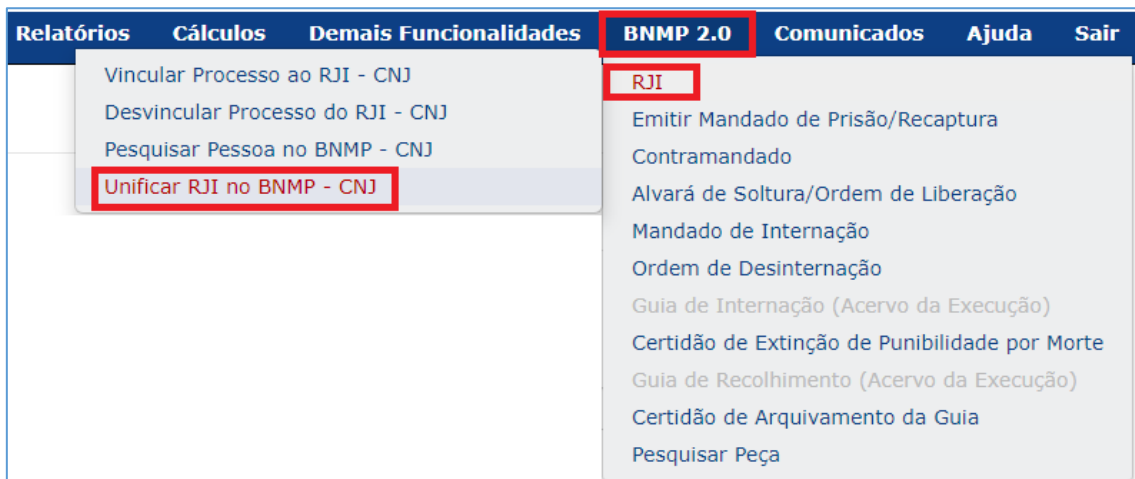 Relatórios Cálculos Demais Funcionalidades BNMP 2.0 Comunicados Ajuda Sair
Vincular Processo ao RJI - CNJ
Desvincular Processo do RJI - CNJ
Pesquisar Pessoa no BNMP - CNJ
Unificar RJI no BNMP - CNJ
RJI
Emitir Mandado de Prisão/Recaptura
Contramandado
Alvará de Soltura/Ordem de Liberação
Mandado de Internação
Ordem de Desinternação
Guia de Internação (Acervo da Execução)
Certidão de Extinção de Punibilidade por Morte
Guia de Recolhimento (Acervo da Execução)
Certidão de Arquivamento da Guia
Pesquisar Peça